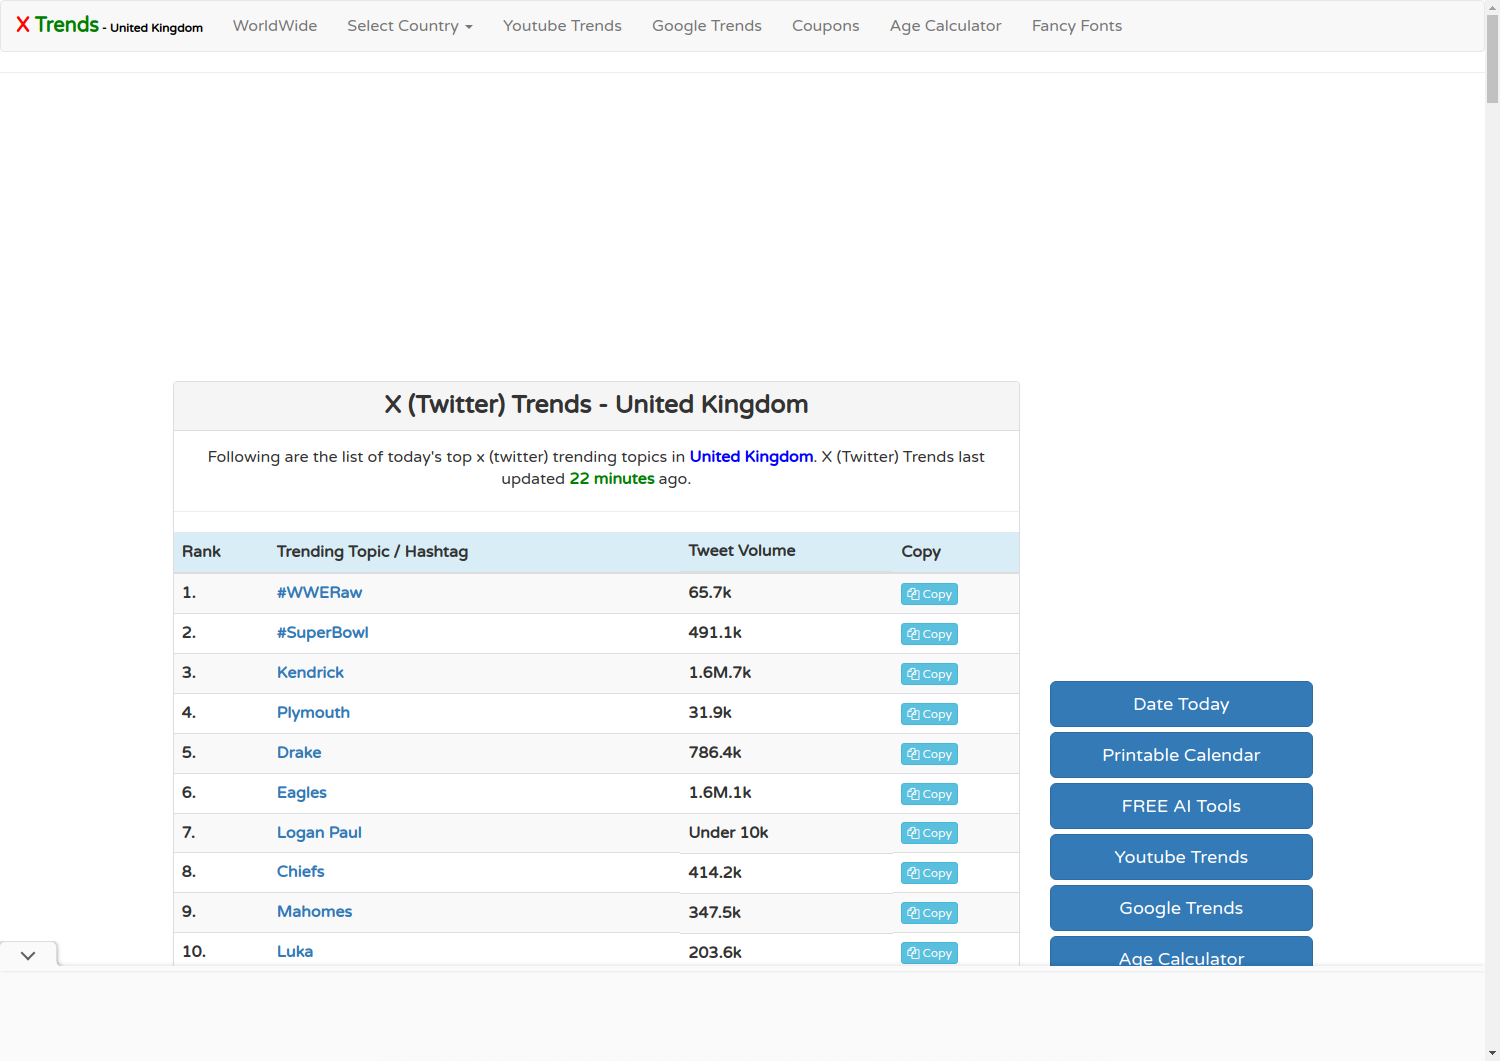 X Trends - United Kingdom WorldWide Select Country Youtube Trends Google Trends Coupons Age Calculator Fancy Fonts
X (Twitter) Trends - United Kingdom
Following are the list of today's top x (twitter) trending topics in United Kingdom. X (Twitter) Trends last
updated 22 minutes ago.
Rank Trending Topic / Hashtag Tweet Volume Copy
1. #WWERaw 65.7k Copy
2. #SuperBowl 491.1k Copy
3. Kendrick 1.6M.7k Copy
4. Plymouth 31.9k Copy
5. Drake 786.4k Copy
6. Eagles 1.6M.1k Copy
7. Logan Paul Under 10k Copy
8. Chiefs 414.2k Copy
9. Mahomes 347.5k Copy
10. Luka 203.6k Copy
Date Today
Printable Calendar
FREE AI Tools
Youtube Trends
Google Trends
Age Calculator